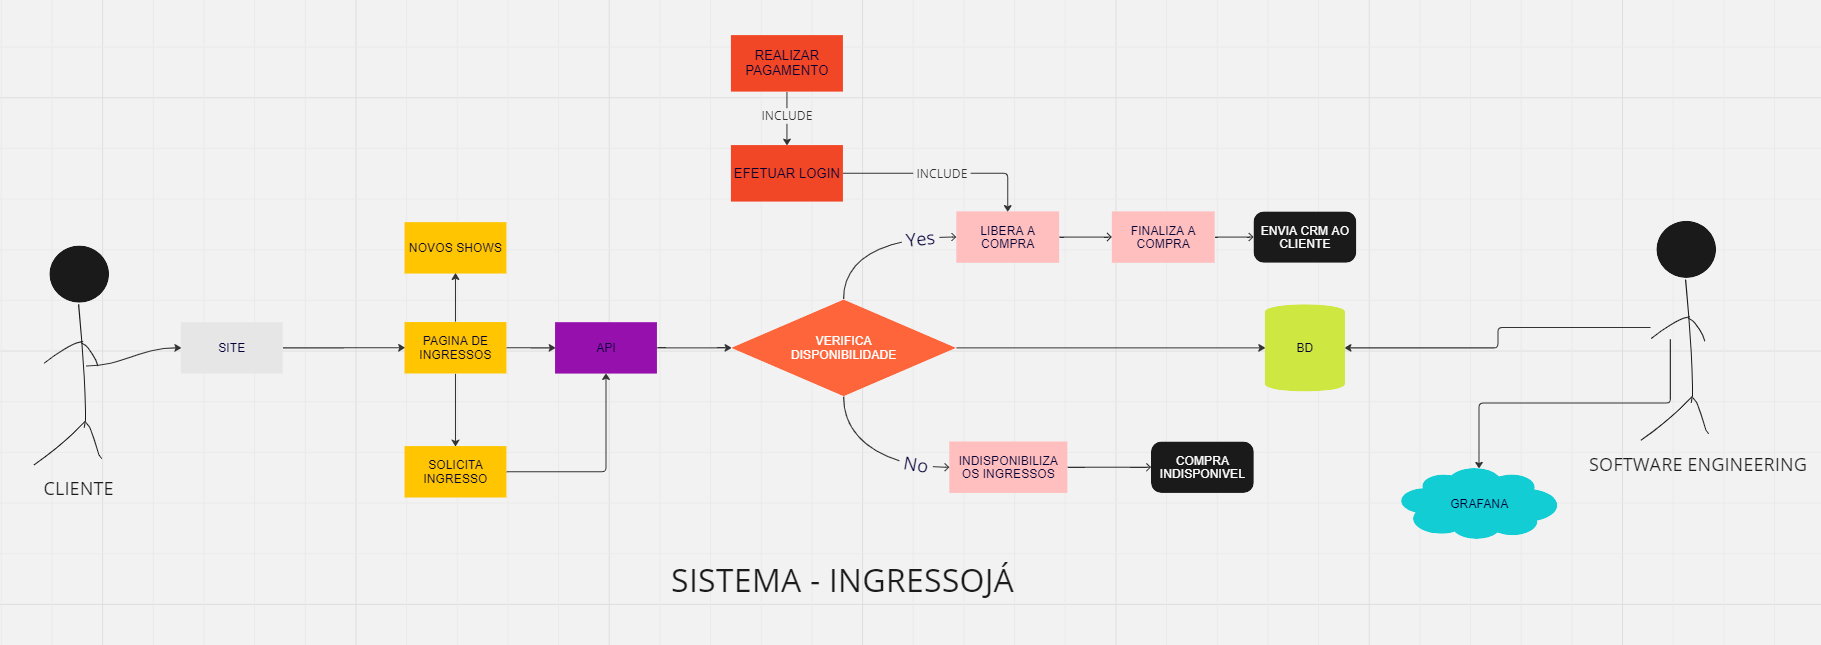 REALIZAR
PAGAMENTO
INCLUDE
EFETUAR LOGIN
INCLUDE
NOVOS SHOWS
Yes
LIBERA A
COMPRA
FINALIZA A
COMPRA
ENVIA CRM AO
CLIENTE
SITE
PAGINA DE
INGRESSOS
API
VERIFICA
DISPONIBILIDADE
BD
SOLICITA
INGRESSO
No
INDISPONIBILIZA
OS INGRESSOS
COMPRA
INDISPONIVEL
CLIENTE
SOFTWARE ENGINEERING
GRAFANA
SISTEMA - INGRESSOJÁ